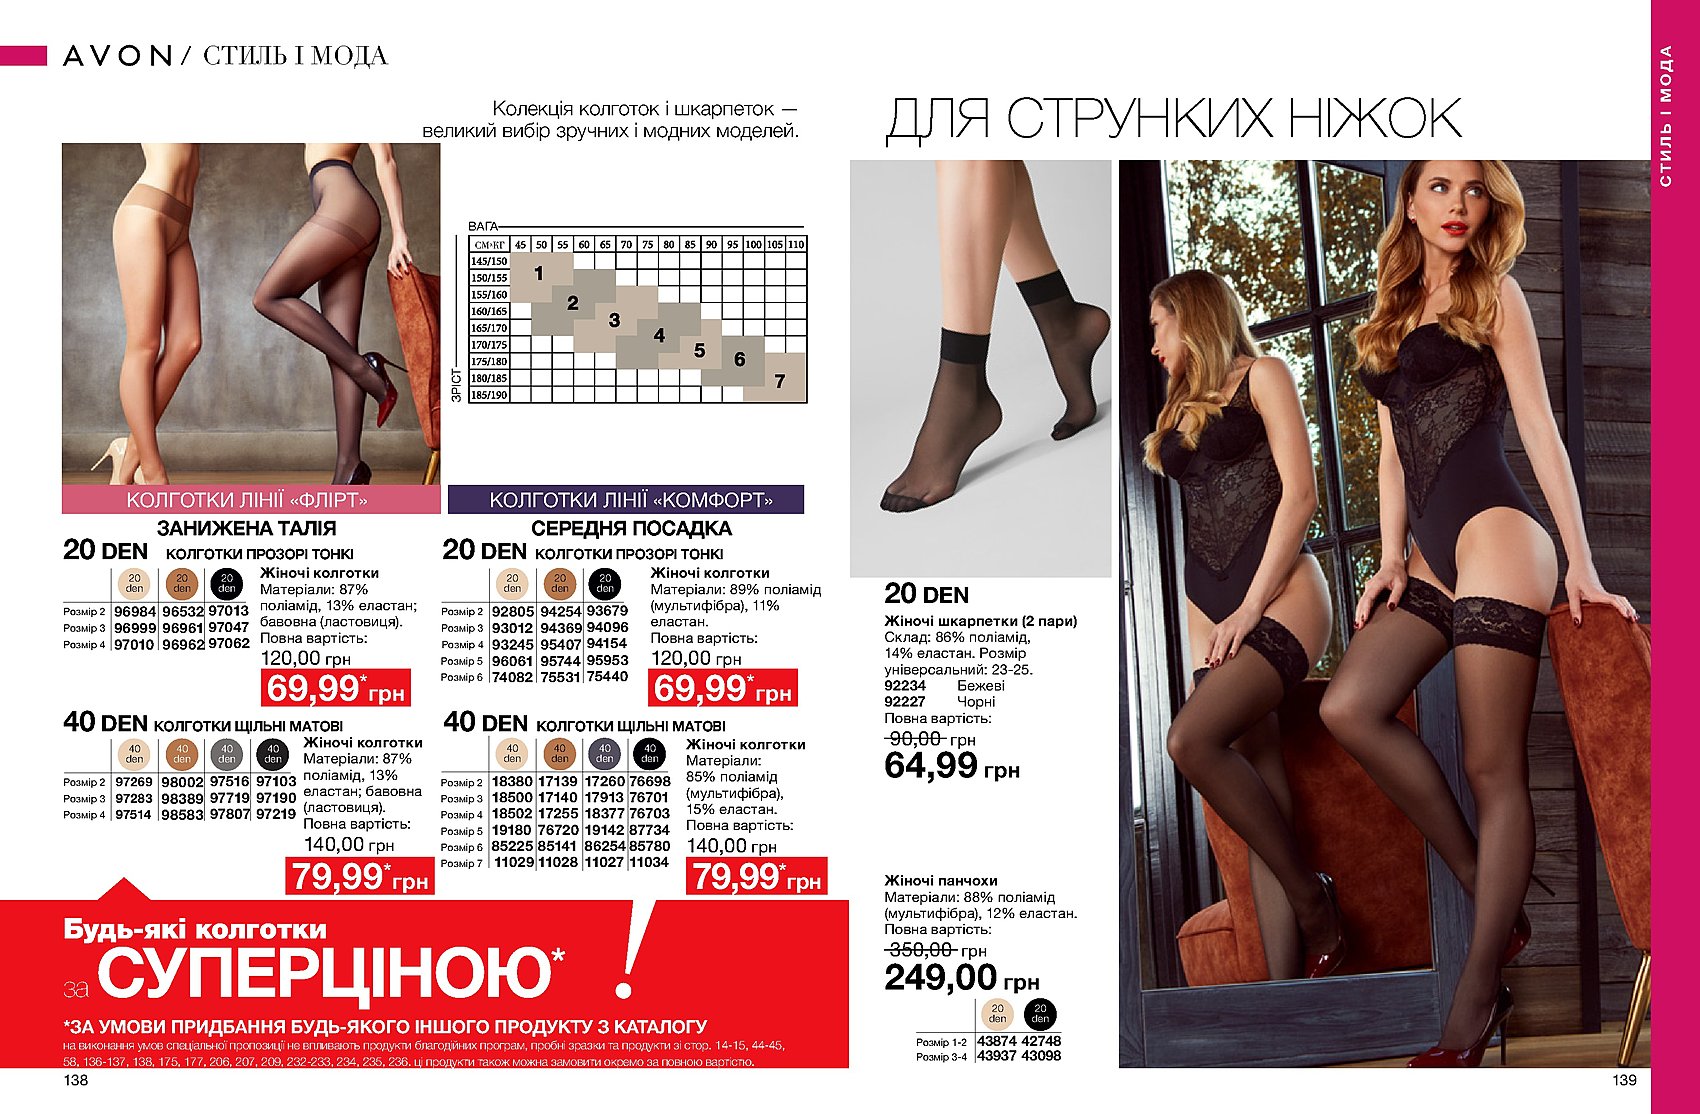 AVON / СТИЛЬ І МОДА
Колекція колготок і шкарпеток —
великий вибір зручних і модних моделей.
ВАГА
СМ•КГ 45 50 55 60 65 70 75 80 85 90 95 100 105 110
145/150
150/155
155/160
160/165
165/170
170/175
175/180
180/185
185/190
ЗРІСТ
1
2
3
4
5
6
7
КОЛГОТКИ ЛІНІЇ «ФЛІРТ»
ЗАНИЖЕНА ТАЛІЯ
20 DEN КОЛГОТКИ ПРОЗОРІ ТОНКІ
20 den 20 den 20 den
Розмір 2 96984 96532 97013
Розмір 3 96999 96961 97047
Розмір 4 97010 96962 97062
Жіночі колготки
Матеріали: 87%
поліамід, 13% еластан;
бавовна (ластовиця).
Повна вартість:
120,00 грн
69,99* грн
40 DEN КОЛГОТКИ ЩІЛЬНІ МАТОВІ
40 den 40 den 40 den 40 den
Розмір 2 97269 98002 97516 97103
Розмір 3 97283 98389 97719 97190
Розмір 4 97514 98583 97807 97219
Жіночі колготки
Матеріали: 87%
поліамід, 13%
еластан; бавовна
(ластовиця).
Повна вартість:
140,00 грн
79,99* грн
КОЛГОТКИ ЛІНІЇ «КОМФОРТ»
СЕРЕДНЯ ПОСАДКА
20 DEN КОЛГОТКИ ПРОЗОРІ ТОНКІ
20 den 20 den 20 den
Розмір 2 92805 94254 93679
Розмір 3 93012 94369 94096
Розмір 4 93245 95407 94154
Розмір 5 96061 95744 95953
Розмір 6 74082 75531 75440
Жіночі колготки
Матеріали: 89% поліамід
(мультифібра), 11%
еластан.
Повна вартість:
120,00 грн
69,99* грн
40 DEN КОЛГОТКИ ЩІЛЬНІ МАТОВІ
40 den 40 den 40 den 40 den
Розмір 2 18380 17139 17260 76698
Розмір 3 18500 17140 17913 76701
Розмір 4 18502 17255 18377 76703
Розмір 5 19180 76720 19142 87734
Розмір 6 85225 85141 86254 85780
Розмір 7 11029 11028 11027 11034
Жіночі колготки
Матеріали:
85% поліамід
(мультифібра),
15% еластан.
Повна вартість:
140,00 грн
79,99* грн
Будь-які колготки
за СУПЕРЦІНОЮ* !
*ЗА УМОВИ ПРИДБАННЯ БУДЬ-ЯКОГО ІНШОГО ПРОДУКТУ З КАТАЛОГУ
на виконання умов спеціальної пропозиції не впливають продукти благодійних програм, пробні зразки та продукти зі стор. 14-15, 44-45,
58, 136-137, 138, 175, 177, 206, 207, 209, 232-233, 234, 235, 236. ці продукти також можна замовити окремо за повною вартістю.
138
ДЛЯ СТРУНКИХ НІЖОК
20 DEN
Жіночі шкарпетки (2 пари)
Склад: 86% поліамід,
14% еластан. Розмір
універсальний: 23-25.
92234 Бежеві
92227 Чорні
Повна вартість:
90,00 грн
64,99 грн
Жіночі панчохи
Матеріали: 88% поліамід
(мультифібра), 12% еластан.
Повна вартість:
350,00 грн
249,00 грн
20 den 20 den
Розмір 1-2 43874 42748
Розмір 3-4 43937 43098
СТИЛЬ І МОДА
139